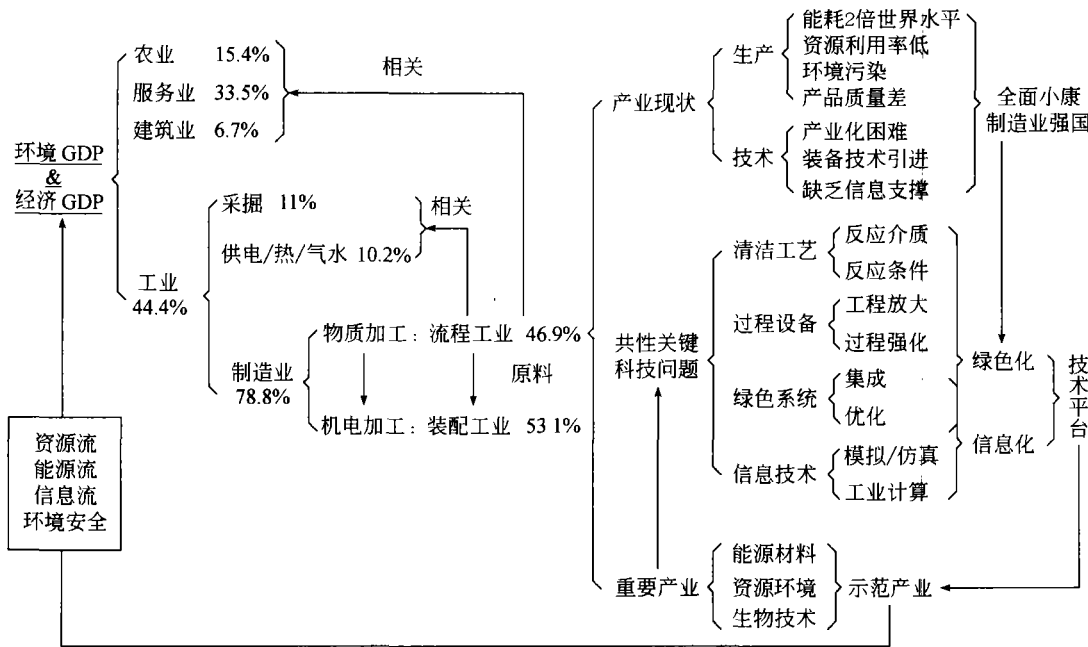 环境 GDP
&
经济 GDP
农业 15.4%
服务业 33.5%
建筑业 6.7%
相关
工业
44.4%
采掘 11%
供电/热/气水 10.2%
相关
制造业
78.8%
物质加工：流程工业 46.9%
原料
机电加工：装配工业 53 1%
资源流
能源流
信息流
环境安全
产业现状
生产
能耗2倍世界水平
资源利用率低
环境污染
产品质量差
技术
产业化困难
装备技术引进
缺乏信息支撑
全面小康
制造业强国
共性关键
科技问题
清洁工艺
反应介质
反应条件
过程设备
工程放大
过程强化
绿色系统
集成
优化
信息技术
模拟/仿真
工业计算
绿色化
信息化
技术平台
重要产业
能源材料
资源环境
生物技术
示范产业